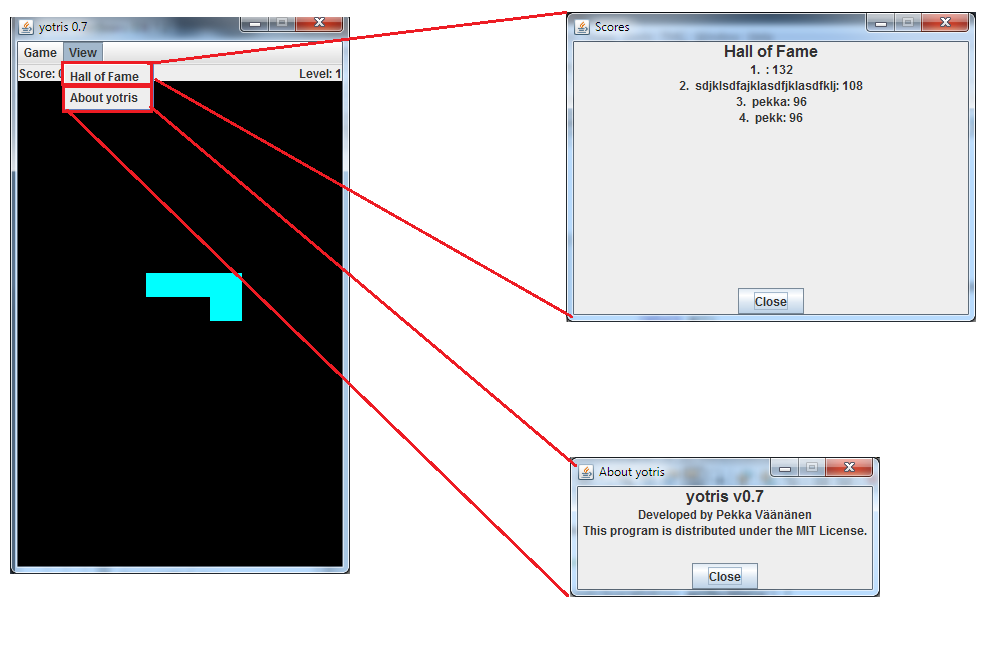 yotris 0.7
Game View
Score: Level: 1
Hall of Fame
About yotris
Scores
Hall of Fame
1. : 132
2. sdjklsdfajklasdfjklasdfklj: 108
3. pekka: 96
4. pekk: 96
Close
About yotris
yotris v0.7
Developed by Pekka Väänänen
This program is distributed under the MIT License.
Close